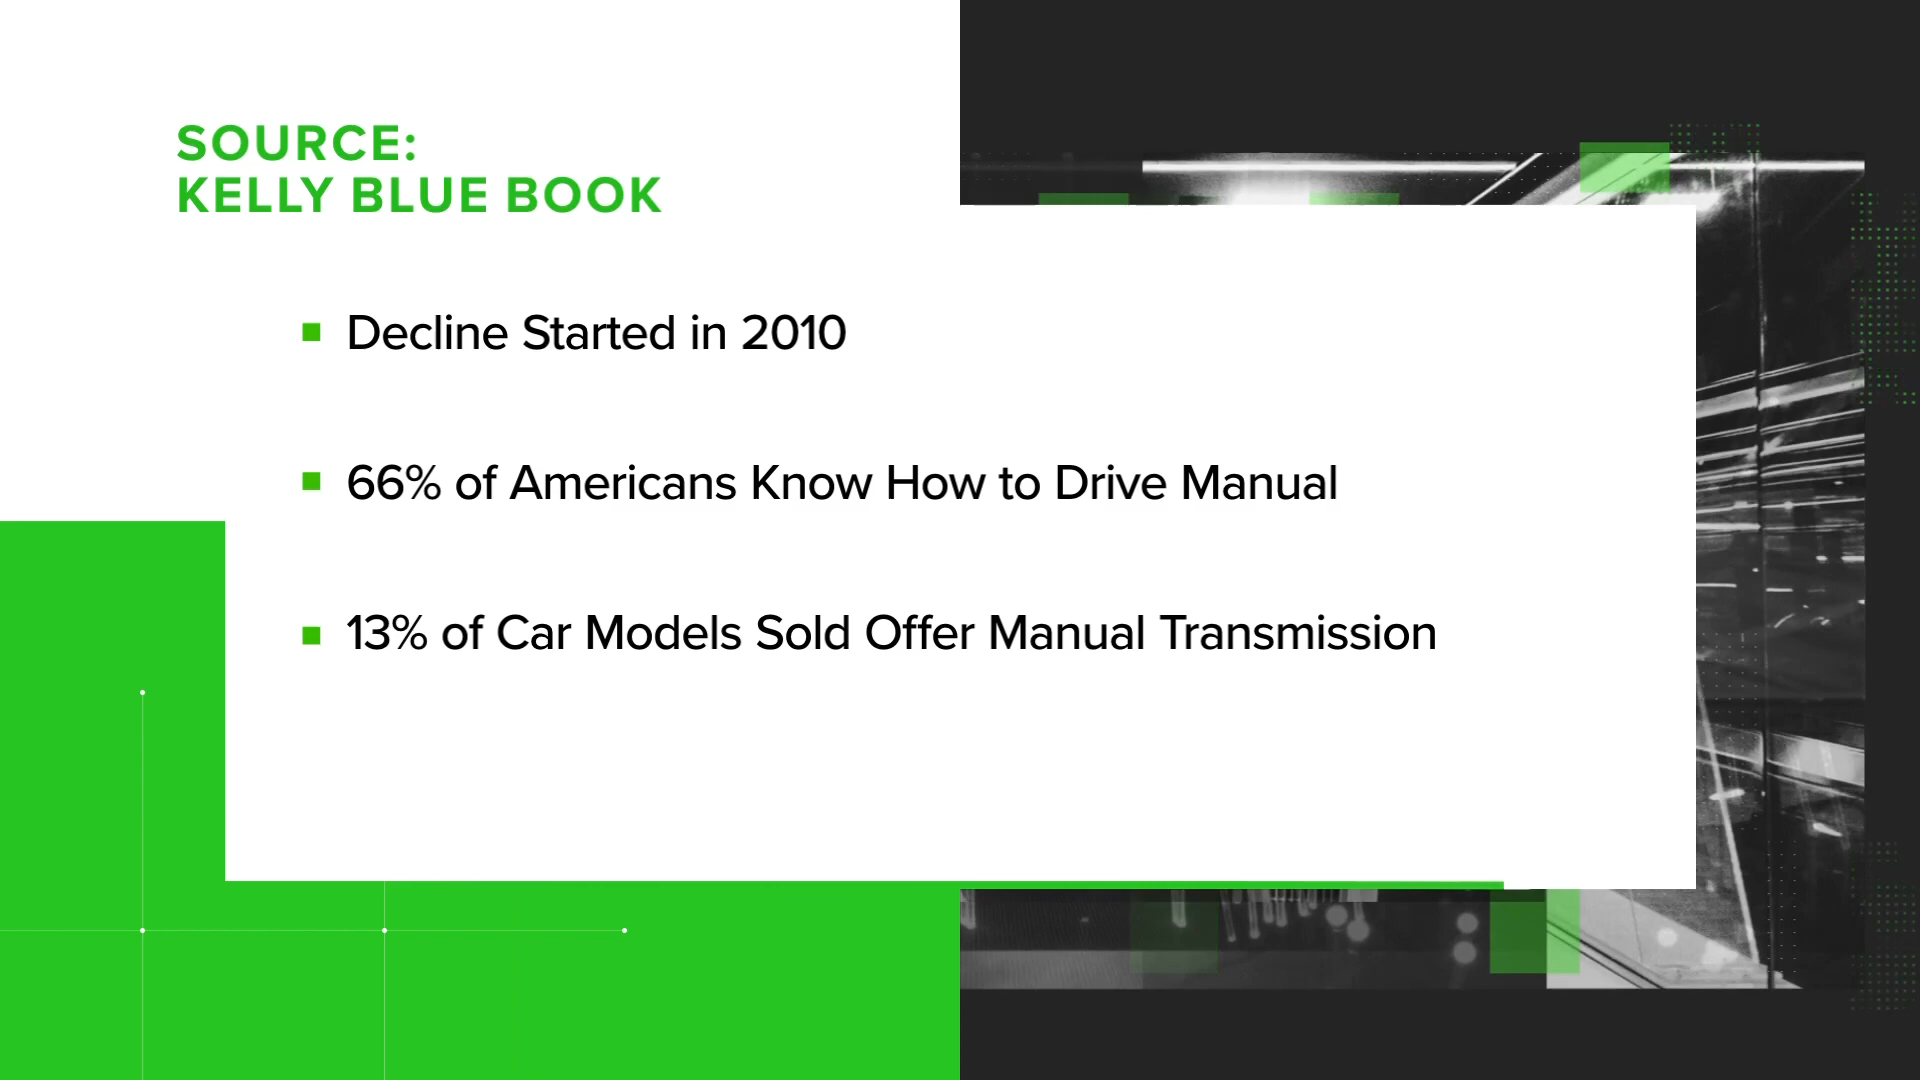 SOURCE:
KELLY BLUE BOOK
Decline Started in 2010
66% of Americans Know How to Drive Manual
13% of Car Models Sold Offer Manual Transmission